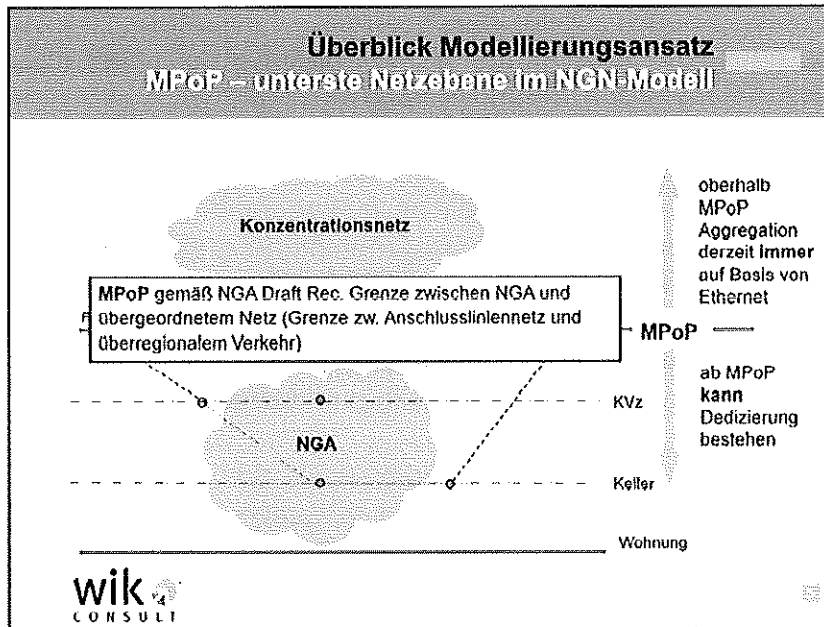 Überblick Modellierungsansatz
MPoP – unterste Netzebene im NGN-Modell
Konzentrationsnetz
oberhalb
MPoP
Aggregation
derzeit immer
auf Basis von
Ethernet
MPoP gemäß NGA Draft Rec. Grenze zwischen NGA und
übergeordnetem Netz (Grenze zw. Anschlussliniennetz und
überregionalem Verkehr)
MPoP
ab MPoP
kann
Dedizierung
bestehen
KVz
NGA
Keller
Wohnung
wik
CONSULT